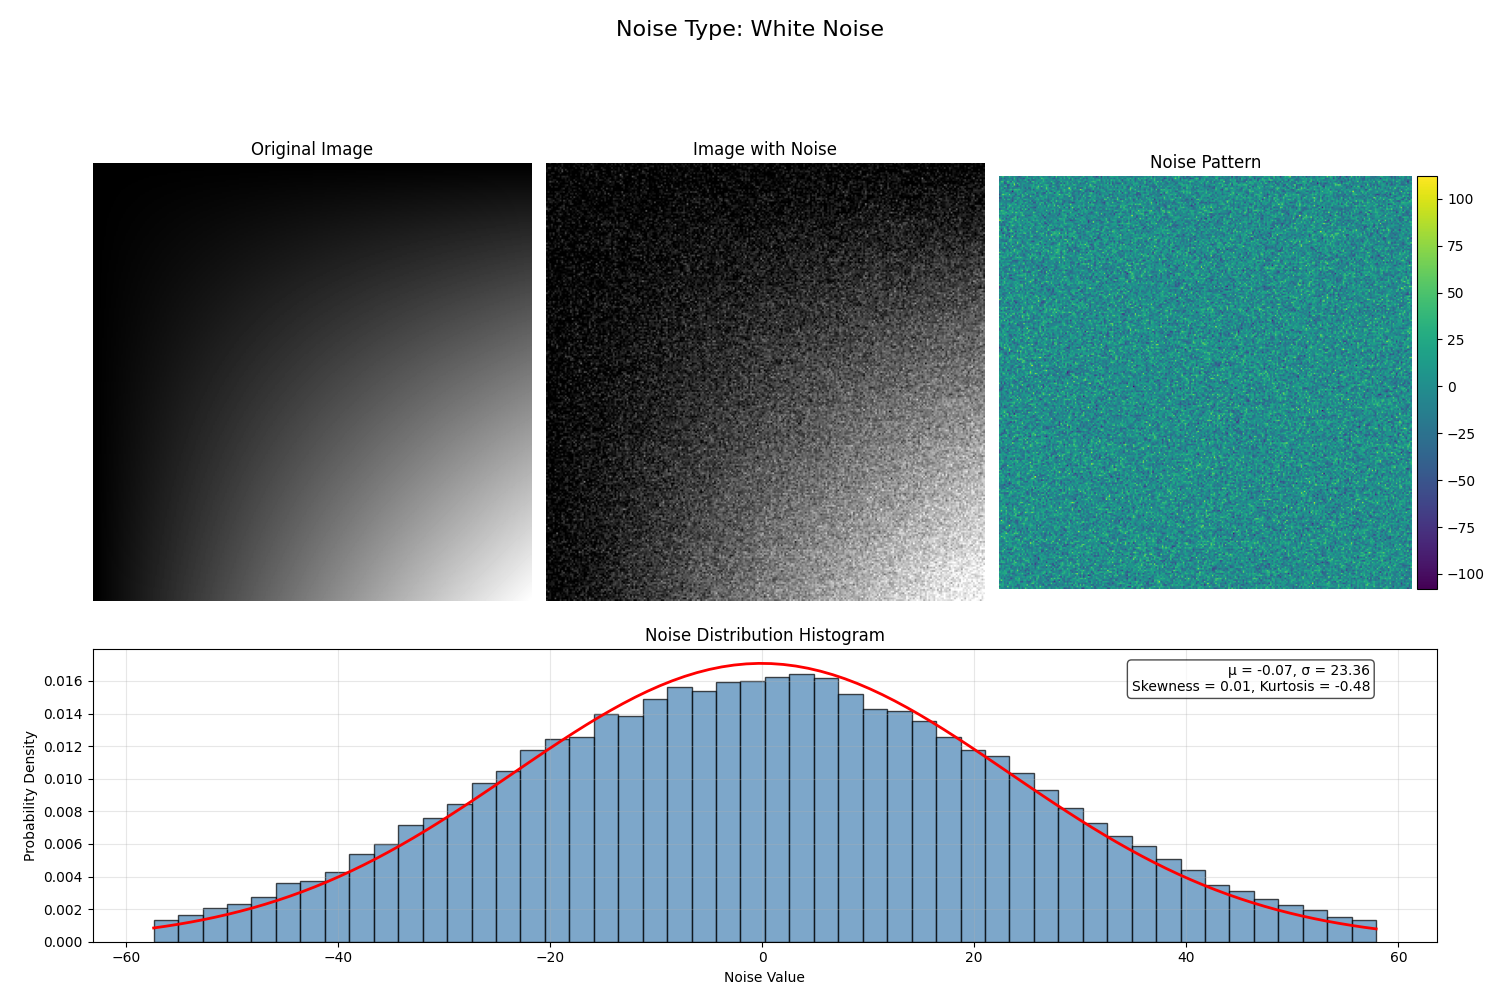 Noise Type: White Noise
Original Image
Image with Noise
Noise Pattern
100
75
50
25
0
−25
−50
−75
−100
Noise Distribution Histogram
μ = -0.07, σ = 23.36
Skewness = 0.01, Kurtosis = -0.48
Probability Density
0.016
0.014
0.012
0.010
0.008
0.006
0.004
0.002
0.000
−60
−40
−20
0
20
40
60
Noise Value